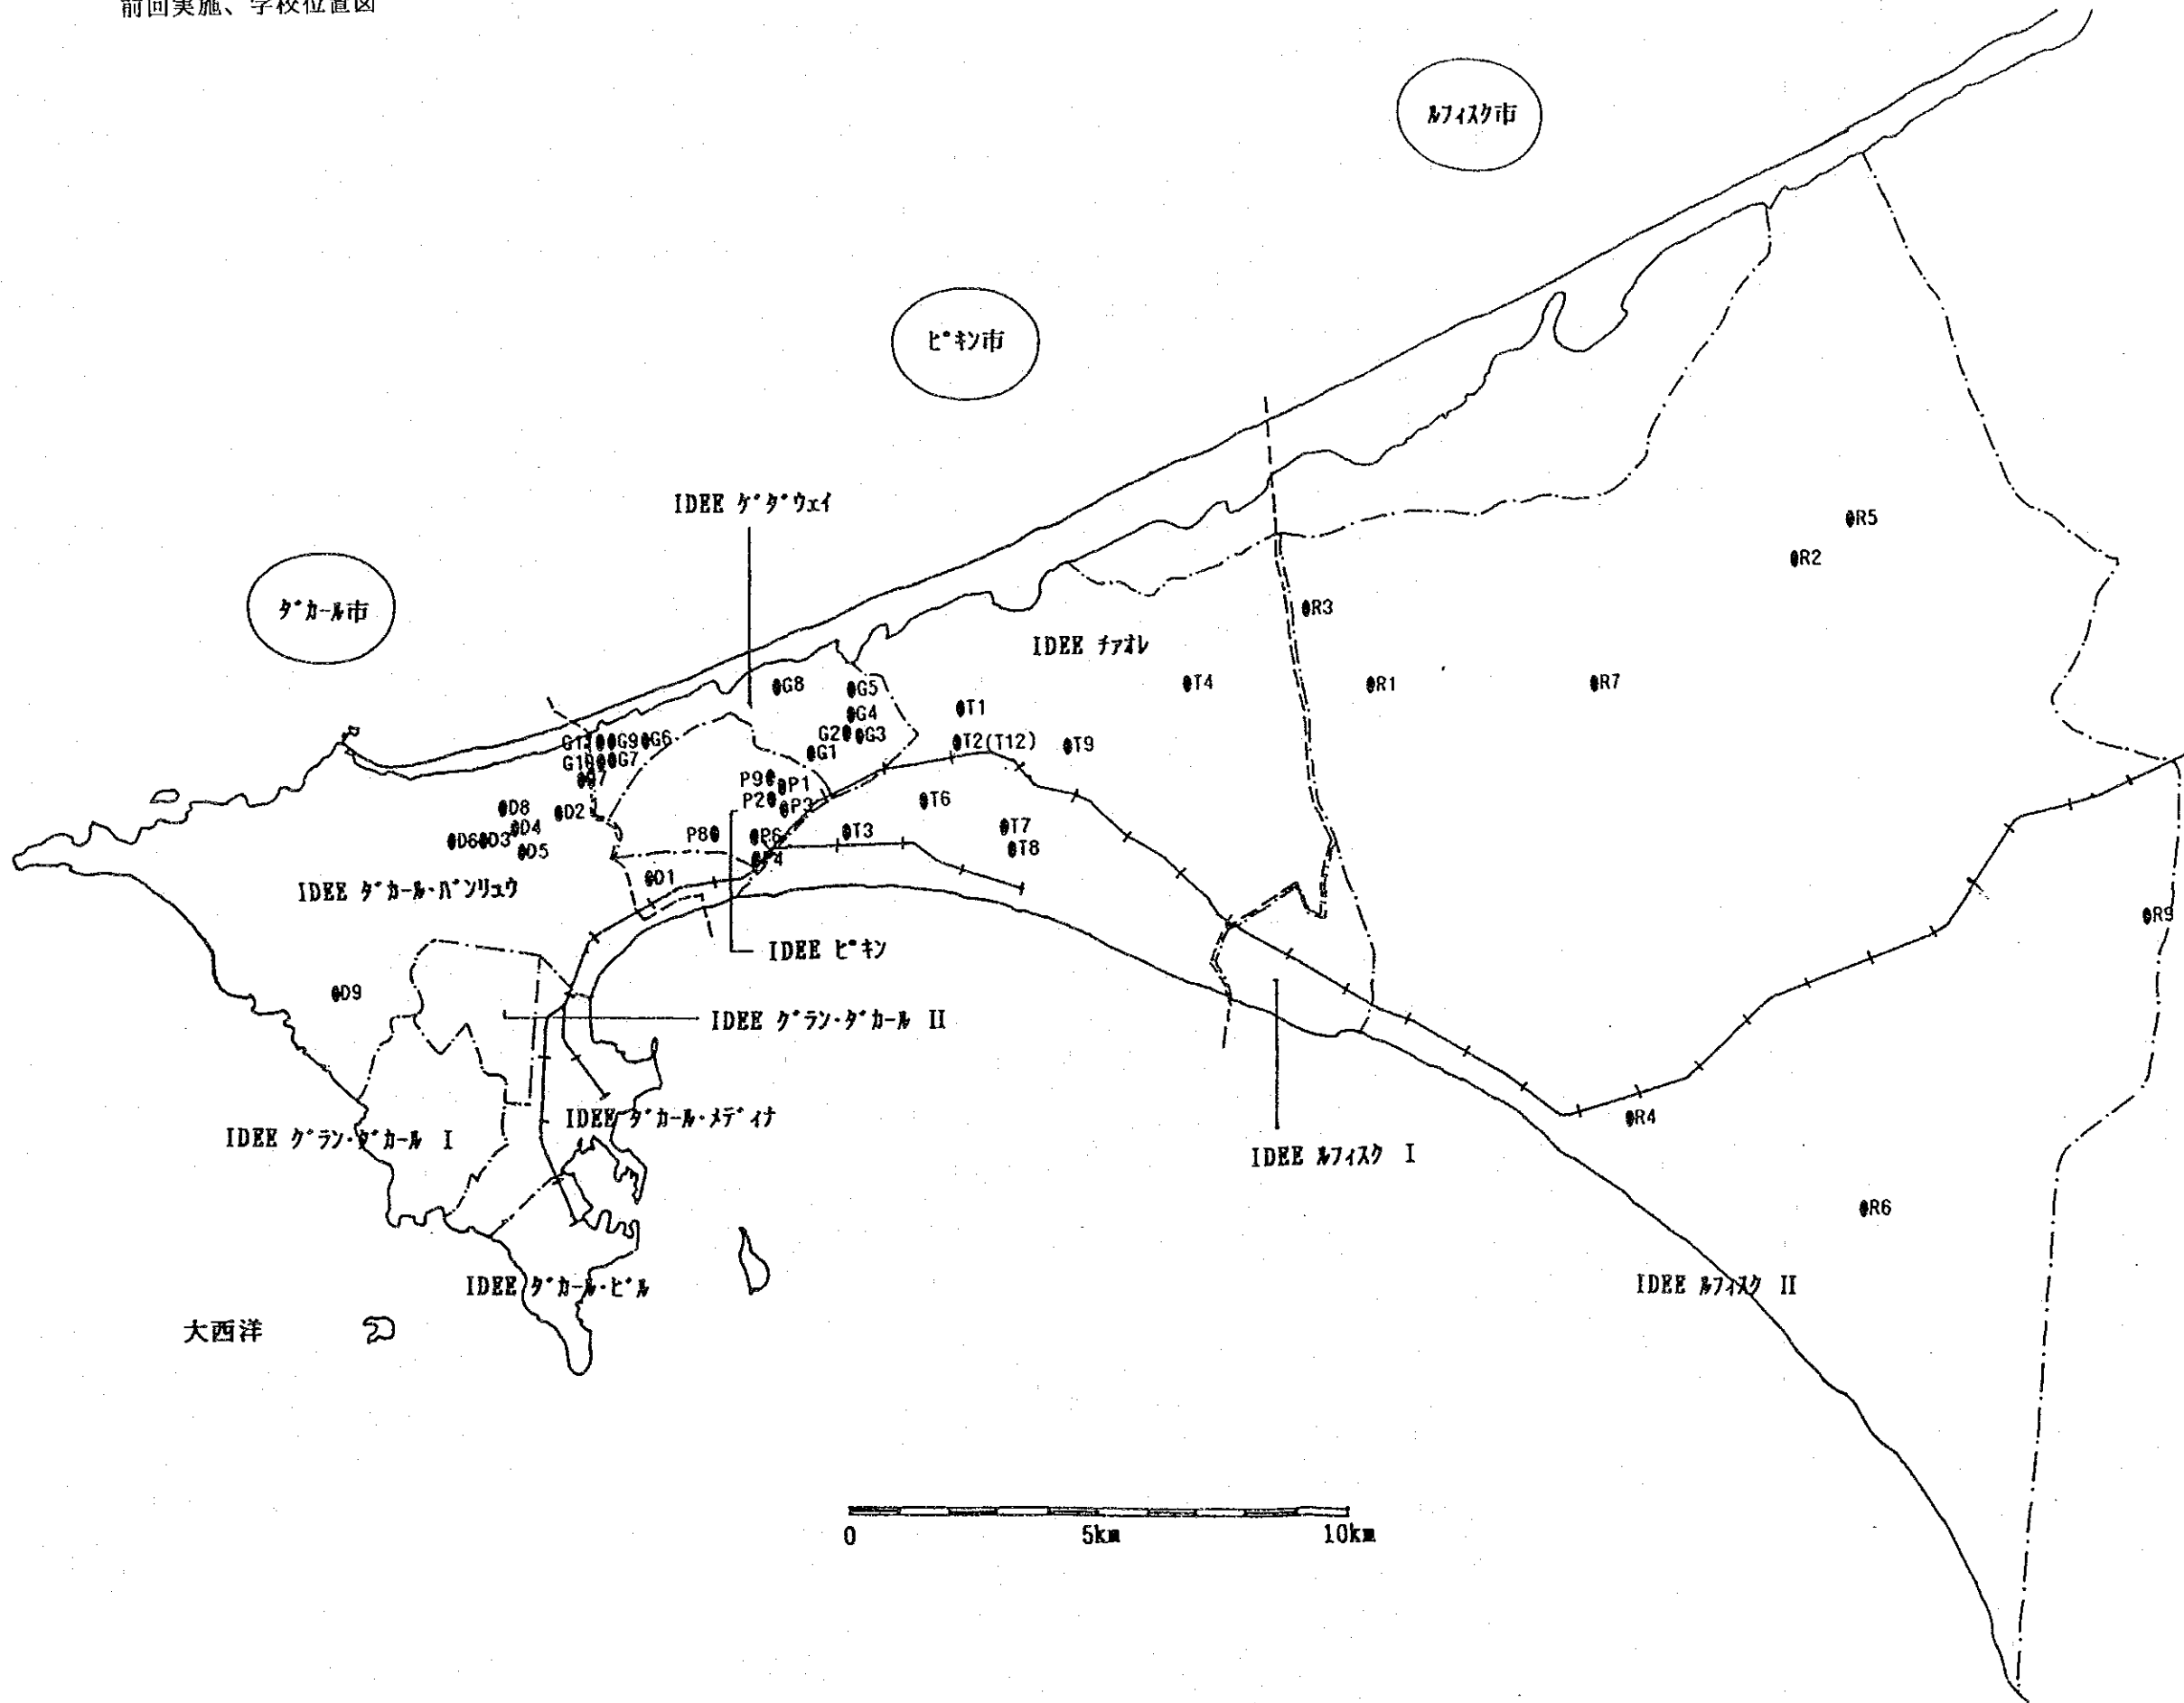 前回実施、学校位置図
ルフィスク市
ピキン市
IDEE ゲダウェイ
R5
R2
ダカール市
R3
IDEE チァオレ
G8
G5
T4
R1
R7
G4
T1
G2
G3
G9
G6
T2(T12)
T9
G1
G10
G7
P9
P1
D7
P2
P3
T6
D8
D2
D4
P8
P6
T3
T7
D6
D3
D5
P4
T8
D1
IDEE ダカール・バンリュウ
R9
IDEE ピキン
D9
IDEE グラン・ダカール II
IDEE ダカール・メディナ
R4
IDEE グラン・ダカール I
IDEE ルフィスク I
R6
IDEE ダカール・ビル
IDEE ルフィスク II
大西洋
0
5km
10km